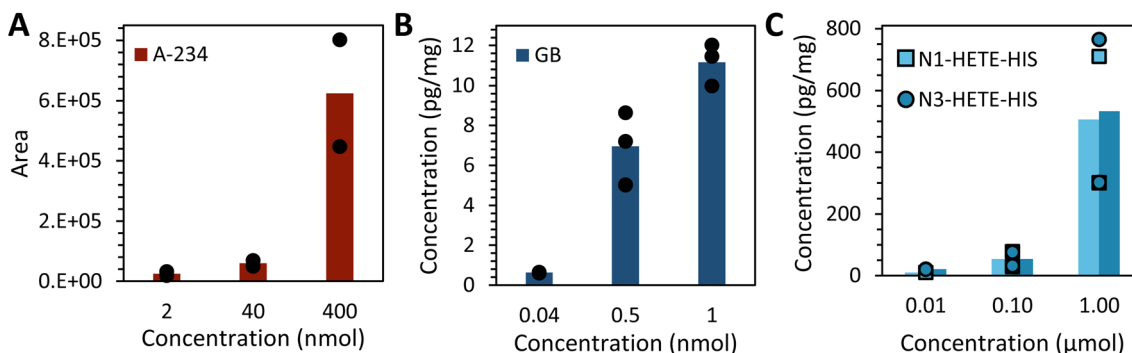 A
8.E+05
6.E+05
4.E+05
2.E+05
0.E+00
Area
A-234
2 40 400
Concentration (nmol)
B
12
10
8
6
4
2
0
Concentration (pg/mg)
GB
0.04 0.5 1
Concentration (nmol)
C
800
600
400
200
0
Concentration (pg/mg)
N1-HETE-HIS
N3-HETE-HIS
0.01 0.10 1.00
Concentration (µmol)